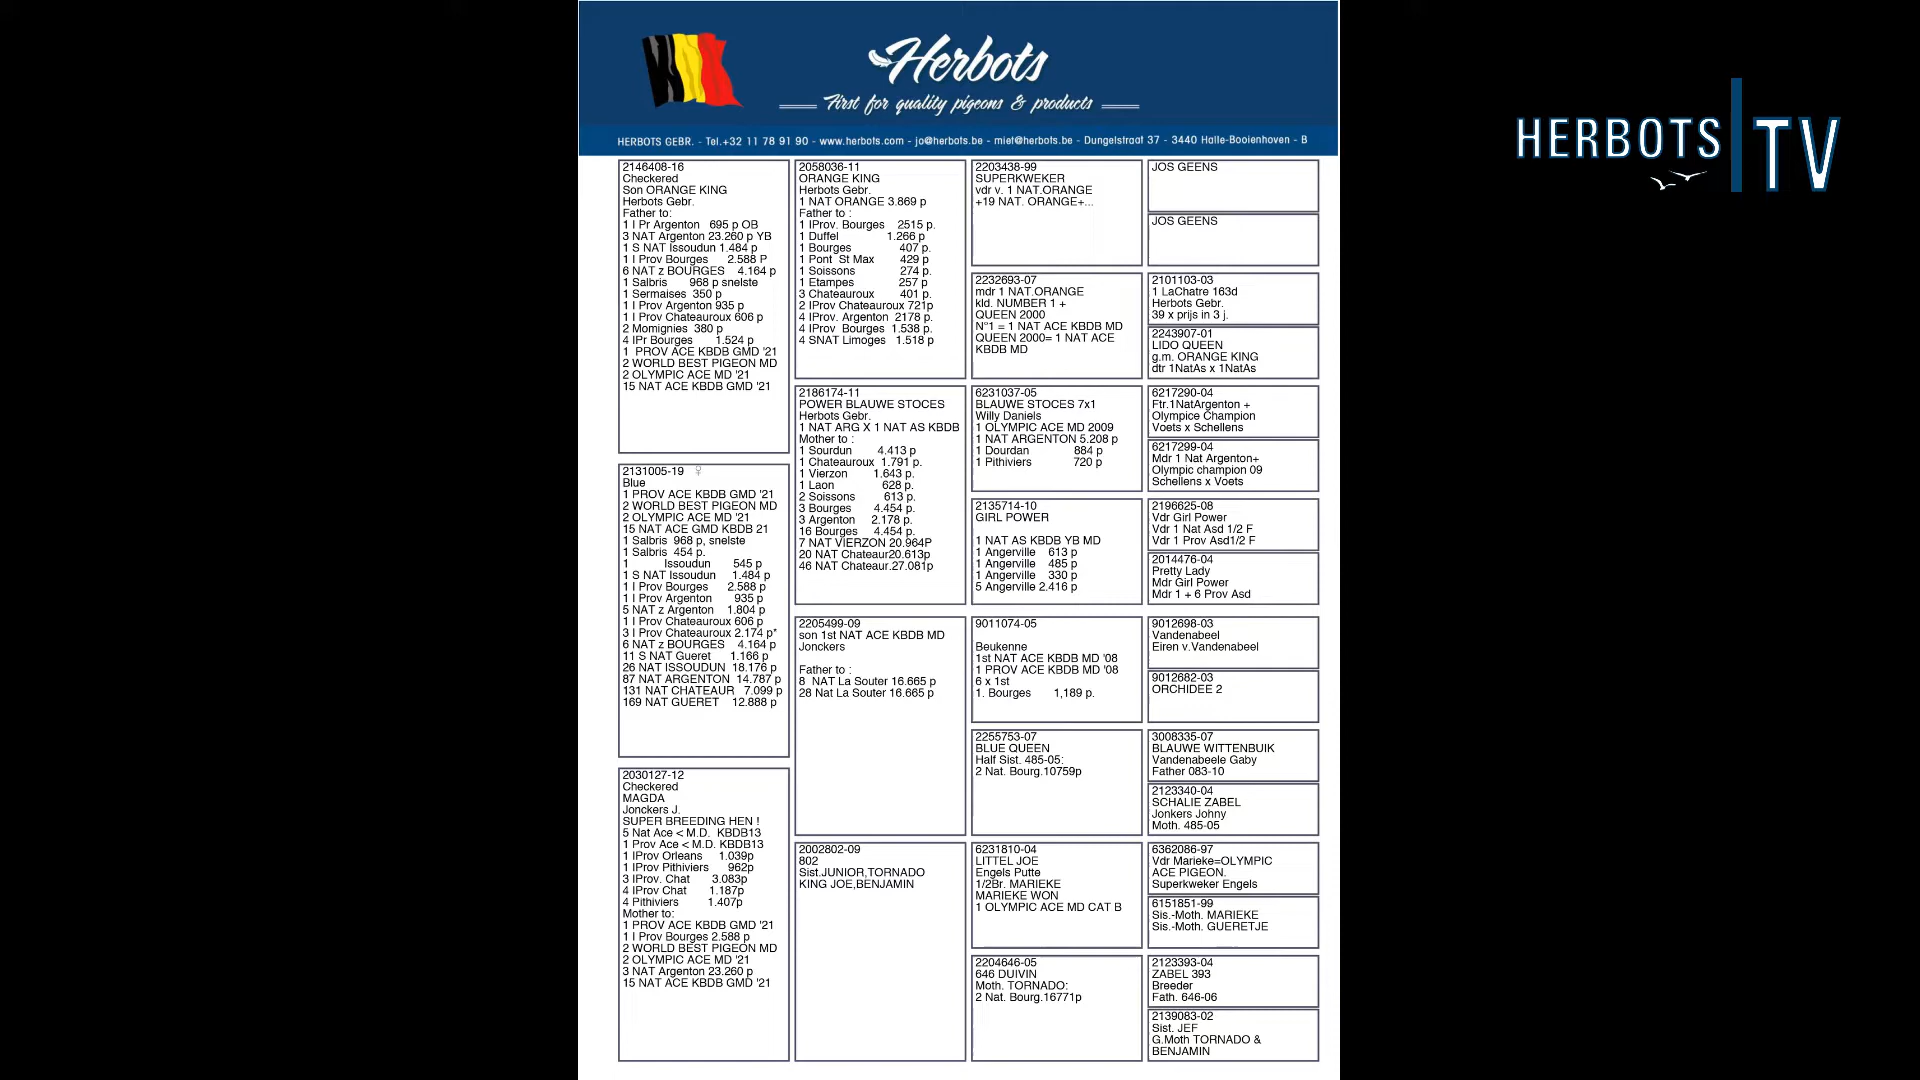 Herbots
First for quality pigeons & products
HERBOTS GEBR. - Tel.+32 11 78 91 90 - www.herbots.com - jo@herbots.be - miet@herbots.be - Dungelstraat 37 - 3440 Halle-Booienhoven - B
HERBOTS TV
2146408-16
Checkered
Son ORANGE KING
Herbots Gebr.
Father to:
1 I Pr Argenton 695 p OB
3 NAT Argenton 23.260 p YB
1 S NAT Issoudun 1.484 p
1 I Prov Bourges 2.588 P
6 NAT z BOURGES 4.164 p
1 Salbris 968 p snelste
1 Sermaises 350 p
1 I Prov Argenton 935 p
1 I Prov Chateauroux 606 p
2 Momignies 380 p
4 IPr Bourges 1.524 p
1 PROV ACE KBDB GMD '21
2 WORLD BEST PIGEON MD
2 OLYMPIC ACE MD '21
15 NAT ACE KBDB GMD '21
2131005-19 ♀
Blue
1 PROV ACE KBDB GMD '21
2 WORLD BEST PIGEON MD
2 OLYMPIC ACE MD '21
15 NAT ACE GMD KBDB 21
1 Salbris 968 p, snelste
1 Salbris 454 p.
1 Issoudun 545 p
1 S NAT Issoudun 1.484 p
1 I Prov Bourges 2.588 p
1 I Prov Argenton 935 p
5 NAT z Argenton 1.804 p
1 I Prov Chateauroux 606 p
3 I Prov Chateauroux 2.174 p*
6 NAT z BOURGES 4.164 p
11 S NAT Gueret 1.166 p
26 NAT ISSOUDUN 18.176 p
87 NAT ARGENTON 14.787 p
131 NAT CHATEAUR 7.099 p
169 NAT GUERET 12.888 p
2030127-12
Checkered
MAGDA
Jonckers J.
SUPER BREEDING HEN !
5 Nat Ace < M.D. KBDB13
1 Prov Ace < M.D. KBDB13
1 IProv Orleans 1.039p
1 IProv Pithiviers 962p
3 IProv. Chat 3.083p
4 IProv Chat 1.187p
4 Pithiviers 1.407p
Mother to:
1 PROV ACE KBDB GMD '21
1 I Prov Bourges 2.588 p
2 WORLD BEST PIGEON MD
2 OLYMPIC ACE MD '21
3 NAT Argenton 23.260 p
15 NAT ACE KBDB GMD '21
2058036-11
ORANGE KING
Herbots Gebr.
1 NAT ORANGE 3.869 p
Father to :
1 IProv. Bourges 2515 p.
1 Duffel 1.266 p
1 Bourges 407 p.
1 Pont St Max 429 p
1 Soissons 274 p.
1 Etampes 257 p
3 Chateauroux 401 p.
2 IProv Chateauroux 721p
4 IProv. Argenton 2178 p.
4 IProv Bourges 1.538 p.
4 SNAT Limoges 1.518 p
2186174-11
POWER BLAUWE STOCES
Herbots Gebr.
1 NAT ARG X 1 NAT AS KBDB
Mother to :
1 Sourdun 4.413 p
1 Chateauroux 1.791 p.
1 Vierzon 1.643 p.
1 Laon 628 p.
2 Soissons 613 p.
3 Bourges 4.454 p.
3 Argenton 2.178 p.
16 Bourges 4.454 p.
7 NAT VIERZON 20.964P
20 NAT Chateaur20.613p
46 NAT Chateaur.27.081p
2205499-09
son 1st NAT ACE KBDB MD
Jonckers
Father to :
8 NAT La Souter 16.665 p
28 Nat La Souter 16.665 p
2002802-09
802
Sist.JUNIOR,TORNADO
KING JOE,BENJAMIN
2203438-99
SUPERKWEKER
vdr v. 1 NAT.ORANGE
+19 NAT. ORANGE+...
2232693-07
mdr 1 NAT.ORANGE
kld. NUMBER 1 +
QUEEN 2000
N°1 = 1 NAT ACE KBDB MD
QUEEN 2000= 1 NAT ACE
KBDB MD
6231037-05
BLAUWE STOCES 7x1
Willy Daniels
1 OLYMPIC ACE MD 2009
1 NAT ARGENTON 5.208 p
1 Dourdan 884 p
1 Pithiviers 720 p
2135714-10
GIRL POWER
1 NAT AS KBDB YB MD
1 Angerville 613 p
1 Angerville 485 p
1 Angerville 330 p
5 Angerville 2.416 p
9011074-05
Beukenne
1st NAT ACE KBDB MD '08
1 PROV ACE KBDB MD '08
6 x 1st
1. Bourges 1,189 p.
2255753-07
BLUE QUEEN
Half Sist. 485-05:
2 Nat. Bourg.10759p
6231810-04
LITTEL JOE
Engels Putte
1/2Br. MARIEKE
MARIEKE WON
1 OLYMPIC ACE MD CAT B
2204646-05
646 DUIVIN
Moth. TORNADO:
2 Nat. Bourg.16771p
JOS GEENS
JOS GEENS
2101103-03
1 LaChatre 163d
Herbots Gebr.
39 x prijs in 3 j.
2243907-01
LIDO QUEEN
g.m. ORANGE KING
dtr 1NatAs x 1NatAs
6217290-04
Ftr.1NatArgenton +
Olympice Champion
Voets x Schellens
6217299-04
Mdr 1 Nat Argenton+
Olympic champion 09
Schellens x Voets
2196625-08
Vdr Girl Power
Vdr 1 Nat Asd 1/2 F
Vdr 1 Prov Asd1/2 F
2014476-04
Pretty Lady
Mdr Girl Power
Mdr 1 + 6 Prov Asd
9012698-03
Vandenabeel
Eiren v.Vandenabeel
9012682-03
ORCHIDEE 2
3008335-07
BLAUWE WITTENBUIK
Vandenabeele Gaby
Father 083-10
2123340-04
SCHALIE ZABEL
Jonkers Johny
Moth. 485-05
6362086-97
Vdr Marieke=OLYMPIC
ACE PIGEON.
Superkweker Engels
6151851-99
Sis.-Moth. MARIEKE
Sis.-Moth. GUERETJE
2123393-04
ZABEL 393
Breeder
Fath. 646-06
2139083-02
Sist. JEF
G.Moth TORNADO &
BENJAMIN